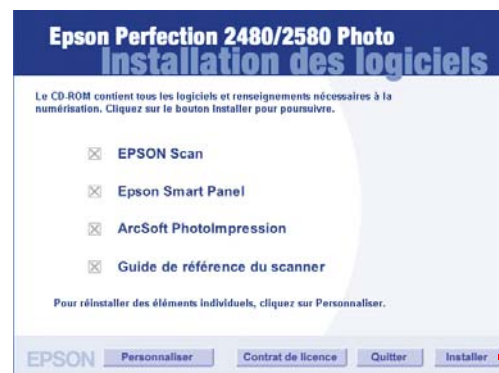 Epson Perfection 2480/2580 Photo
Installation des logiciels
Le CD-ROM contient tous les logiciels et renseignements nécessaires à la
numérisation. Cliquez sur le bouton Installer pour poursuivre.
EPSON Scan
Epson Smart Panel
ArcSoft PhotoImpression
Guide de référence du scanner
Pour réinstaller des éléments individuels, cliquez sur Personnaliser.
EPSON Personnaliser Contrat de licence Quitter Installer